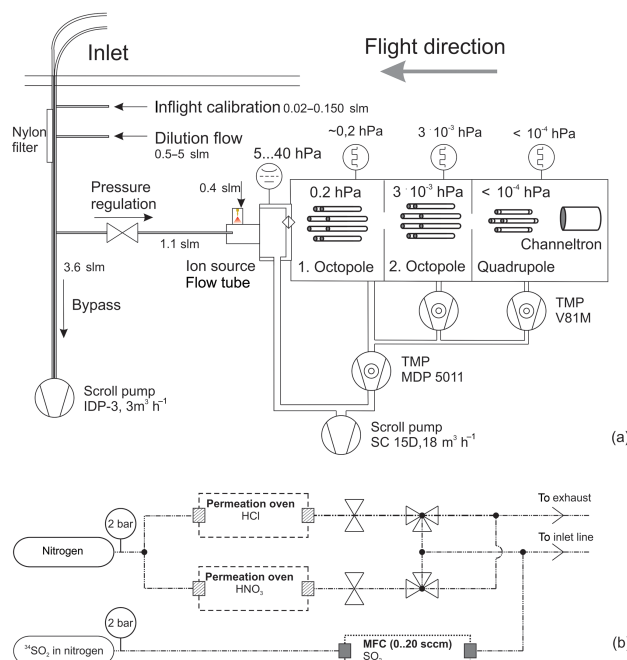 Inlet
Flight direction
Inflight calibration 0.02–0.150 slm
Nylon
filter
Dilution flow
0.5–5 slm
~0,2 hPa
3 10⁻³ hPa
< 10⁻⁴ hPa
5...40 hPa
Pressure
regulation
0.4 slm
0.2 hPa
3 10⁻³ hPa
< 10⁻⁴ hPa
Channeltron
1.1 slm
Ion source
Flow tube
1. Octopole
2. Octopole
Quadrupole
3.6 slm
Bypass
TMP
V81M
TMP
MDP 5011
Scroll pump
IDP-3, 3m³ h⁻¹
Scroll pump
SC 15D,18 m³ h⁻¹
(a)
Permeation oven
HCl
To exhaust
2 bar
To inlet line
Nitrogen
Permeation oven
HNO₃
2 bar
³⁴SO₂ in nitrogen
MFC (0..20 sccm)
SO₂
(b)